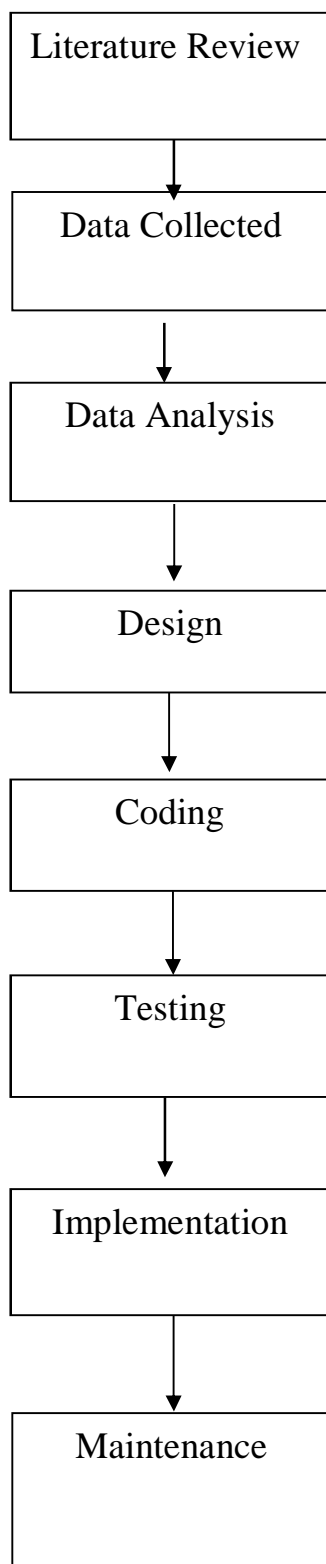 Literature Review
Data Collected
Data Analysis
Design
Coding
Testing
Implementation
Maintenance